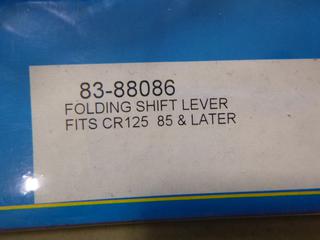 83-88086
FOLDING SHIFT LEVER
FITS CR125 85 & LATER